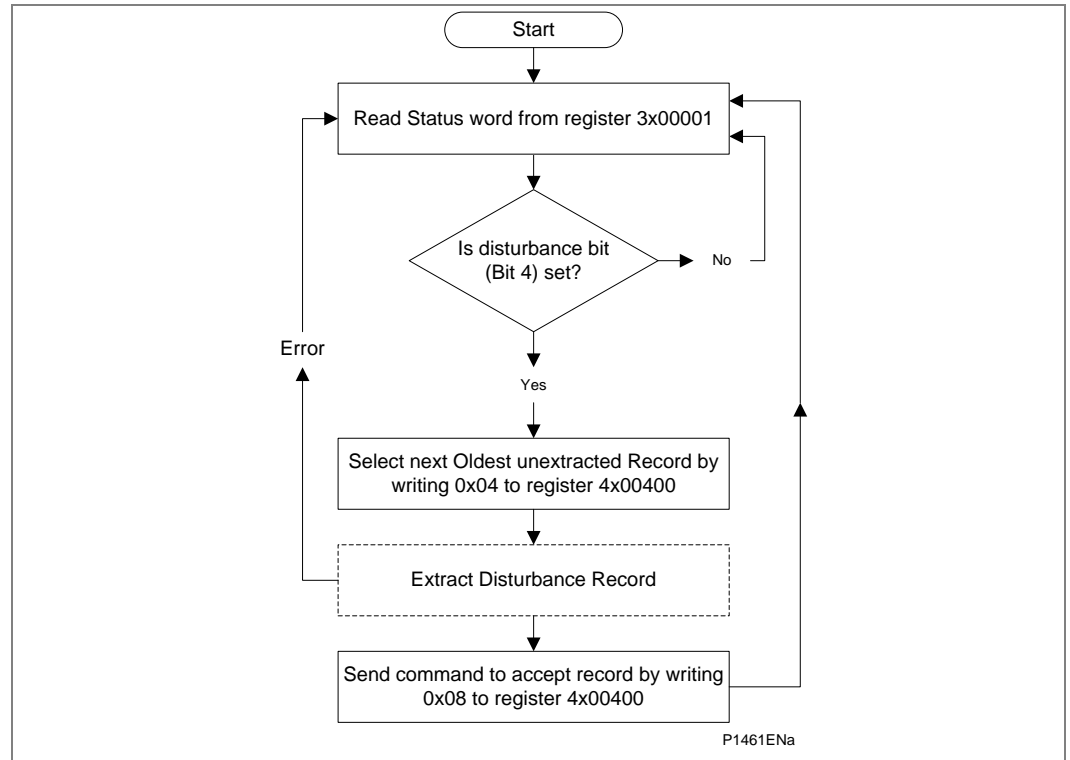 Start
Read Status word from register 3x00001
Is disturbance bit
(Bit 4) set?
No
Error
Yes
Select next Oldest unextracted Record by
writing 0x04 to register 4x00400
Extract Disturbance Record
Send command to accept record by writing
0x08 to register 4x00400
P1461ENa